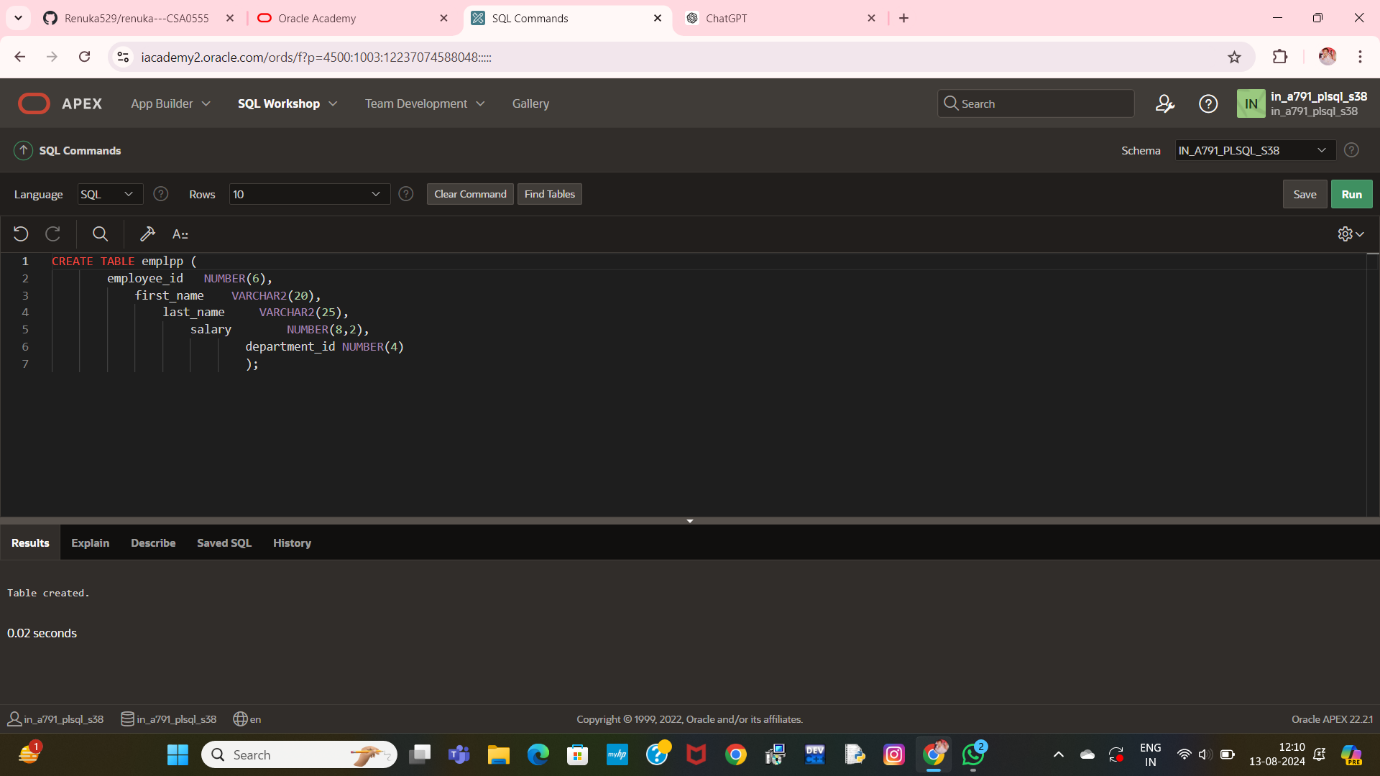 Renuka529/renuka---CSA0555
Oracle Academy
SQL Commands
ChatGPT
iacademy2.oracle.com/ords/f?p=4500:1003:12237074588048:::::
APEX App Builder SQL Workshop Team Development Gallery Search IN in_a791_plsql_s38
in_a791_plsql_s38
SQL Commands Schema IN_A791_PLSQL_S38
Language SQL Rows 10 Clear Command Find Tables Save Run
A::
1 CREATE TABLE emplpp (
2 employee_id NUMBER(6),
3 first_name VARCHAR2(20),
4 last_name VARCHAR2(25),
5 salary NUMBER(8,2),
6 department_id NUMBER(4)
7 );
Results Explain Describe Saved SQL History
Table created.
0.02 seconds
in_a791_plsql_s38 in_a791_plsql_s38 en Copyright © 1999, 2022, Oracle and/or its affiliates. Oracle APEX 22.2.1
1 Search myhp DEV 2 ENG 12:10
IN 13-08-2024 PRE